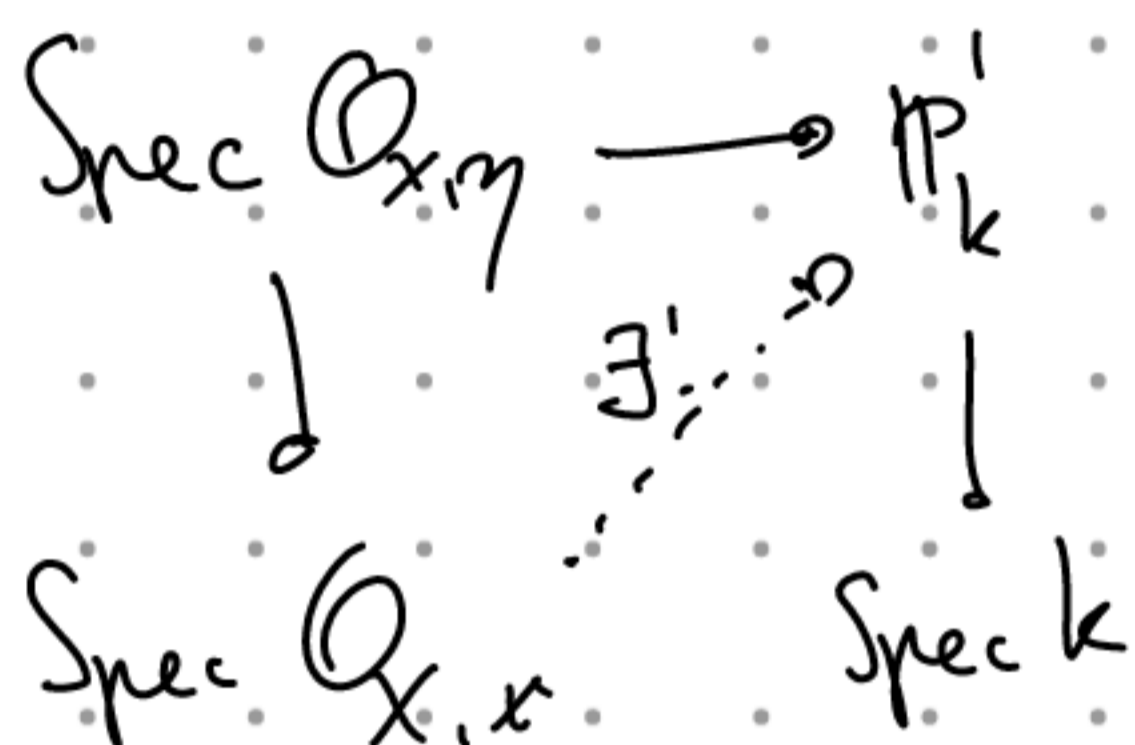 Spec 𝒪_{X,η} → ℙ^1_k
∃!
Spec 𝒪_{X,x} Spec k